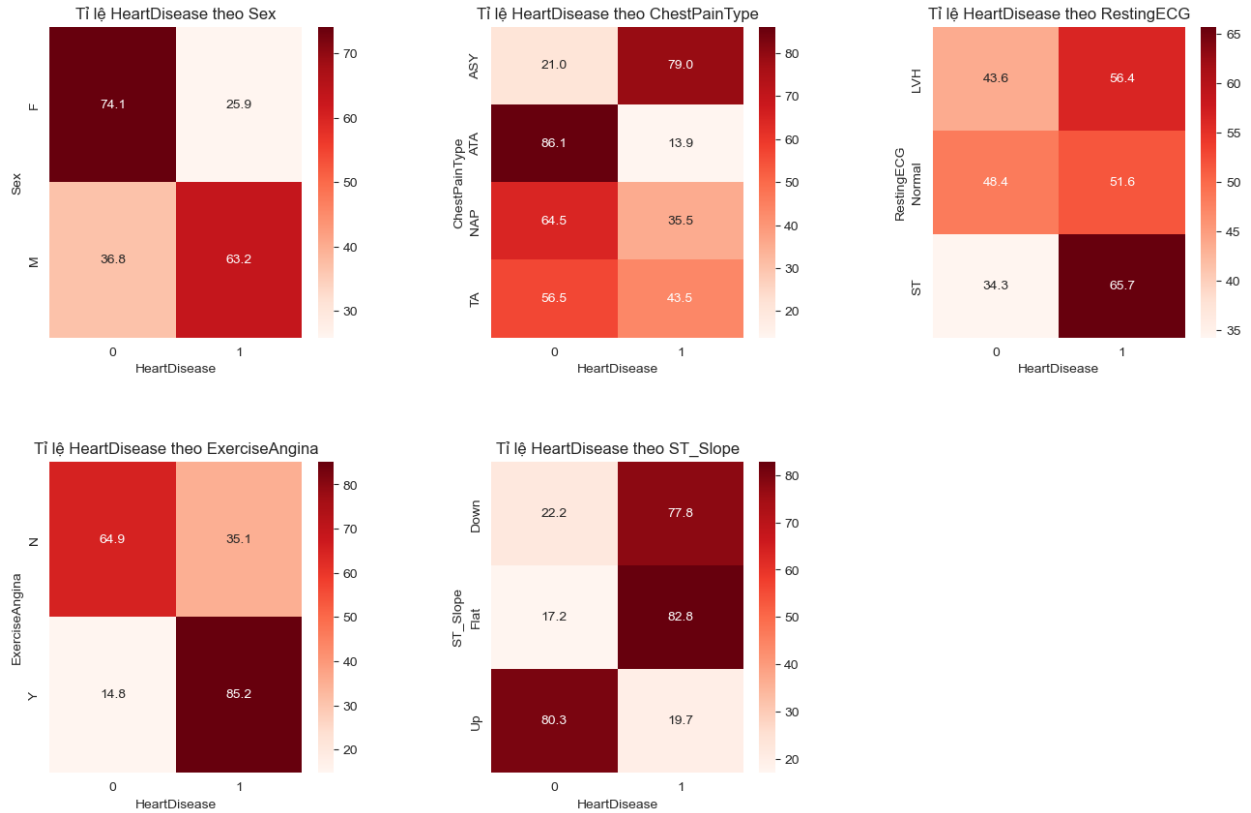 Tỉ lệ HeartDisease theo Sex
F
M
Sex
74.1 25.9
36.8 63.2
0 1
HeartDisease
70
60
50
40
30
Tỉ lệ HeartDisease theo ChestPainType
ASY
ATA
NAP
TA
ChestPainType
21.0 79.0
86.1 13.9
64.5 35.5
56.5 43.5
0 1
HeartDisease
80
70
60
50
40
30
20
Tỉ lệ HeartDisease theo RestingECG
LVH
Normal
ST
RestingECG
43.6 56.4
48.4 51.6
34.3 65.7
0 1
HeartDisease
65
60
55
50
45
40
35
Tỉ lệ HeartDisease theo ExerciseAngina
N
Y
ExerciseAngina
64.9 35.1
14.8 85.2
0 1
HeartDisease
80
70
60
50
40
30
20
Tỉ lệ HeartDisease theo ST_Slope
Down
Flat
Up
ST_Slope
22.2 77.8
17.2 82.8
80.3 19.7
0 1
HeartDisease
80
70
60
50
40
30
20